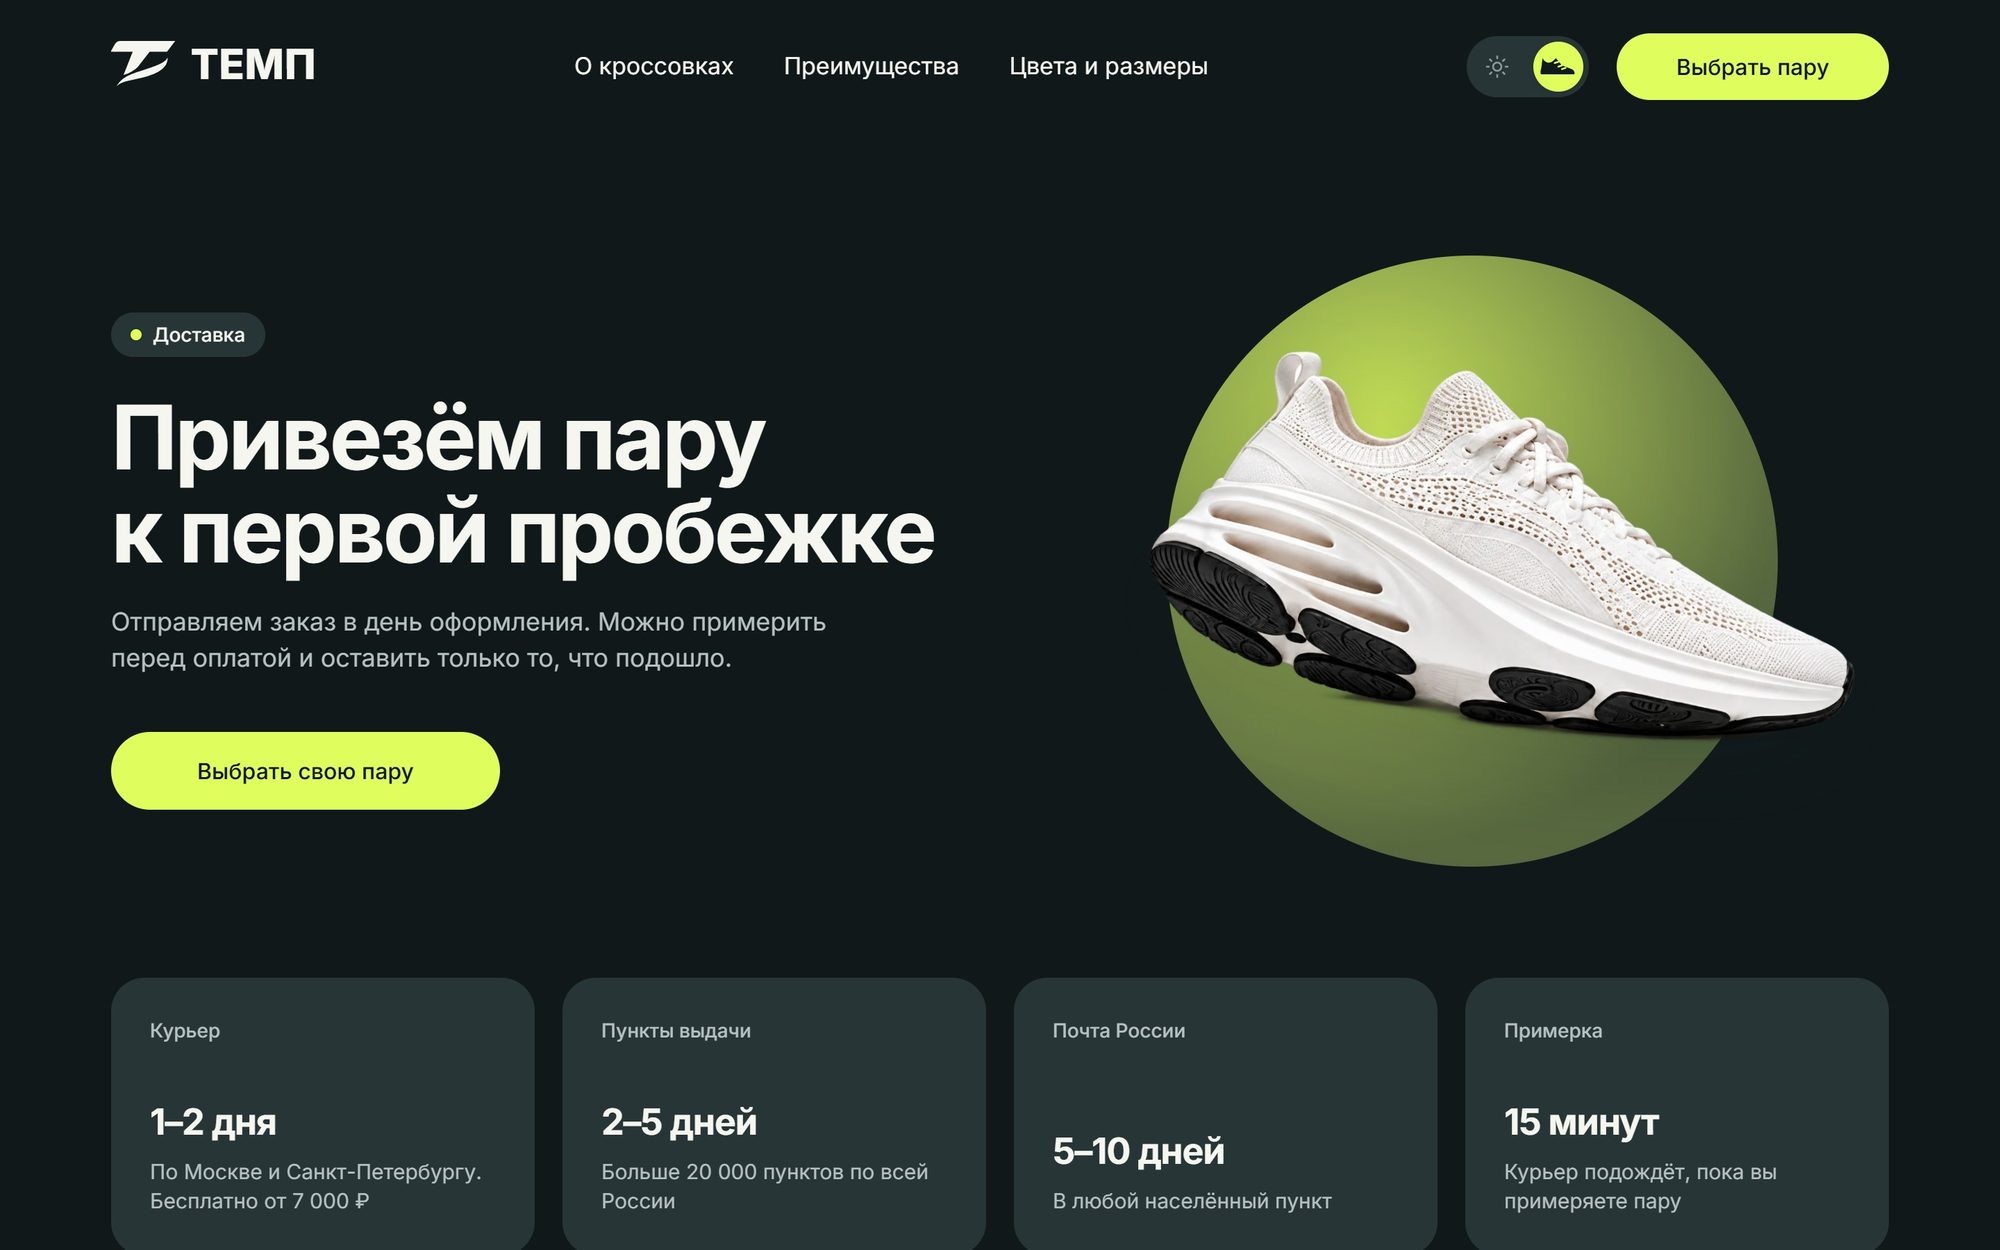 ТЕМП
О кроссовках
Преимущества
Цвета и размеры
Выбрать пару
Доставка
Привезём пару
к первой пробежке
Отправляем заказ в день оформления. Можно примерить
перед оплатой и оставить только то, что подошло.
Выбрать свою пару
Курьер
1–2 дня
По Москве и Санкт-Петербургу.
Бесплатно от 7 000 ₽
Пункты выдачи
2–5 дней
Больше 20 000 пунктов по всей
России
Почта России
5–10 дней
В любой населённый пункт
Примерка
15 минут
Курьер подождёт, пока вы
примеряете пару